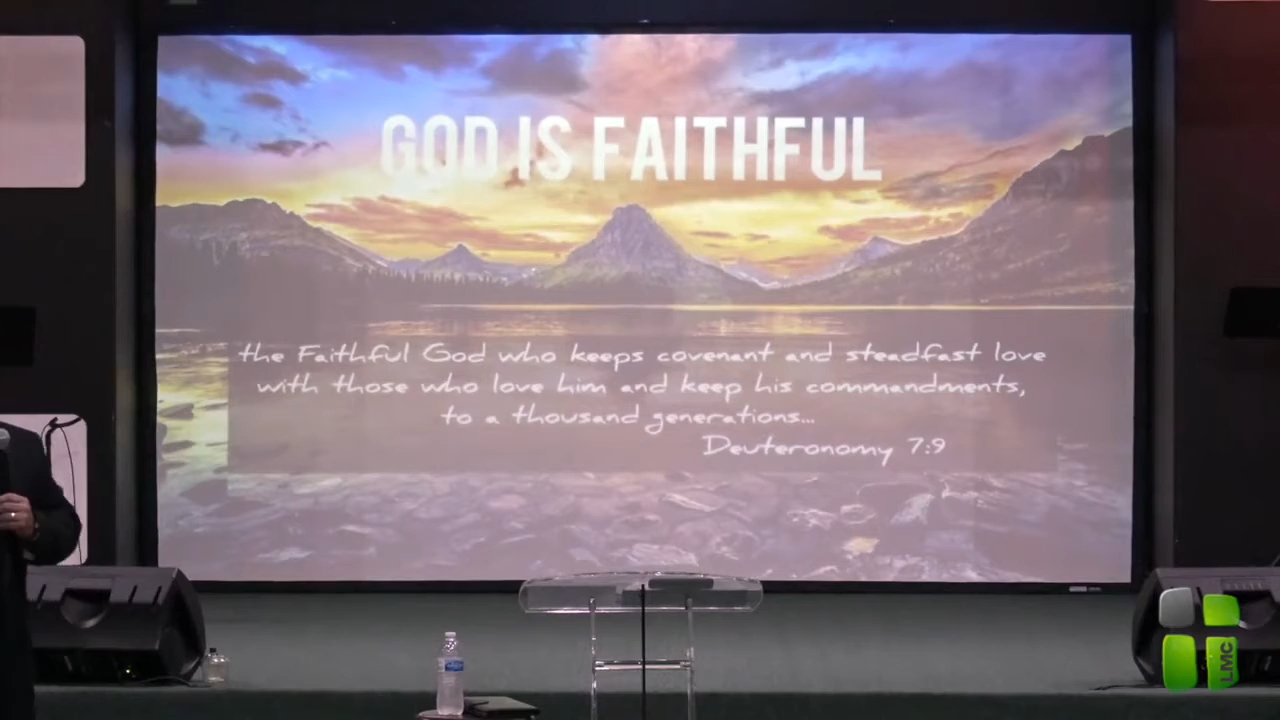 GOD IS FAITHFUL
the Faithful God who keeps covenant and steadfast love
with those who love him and keep his commandments,
to a thousand generations...
Deuteronomy 7:9
LMC